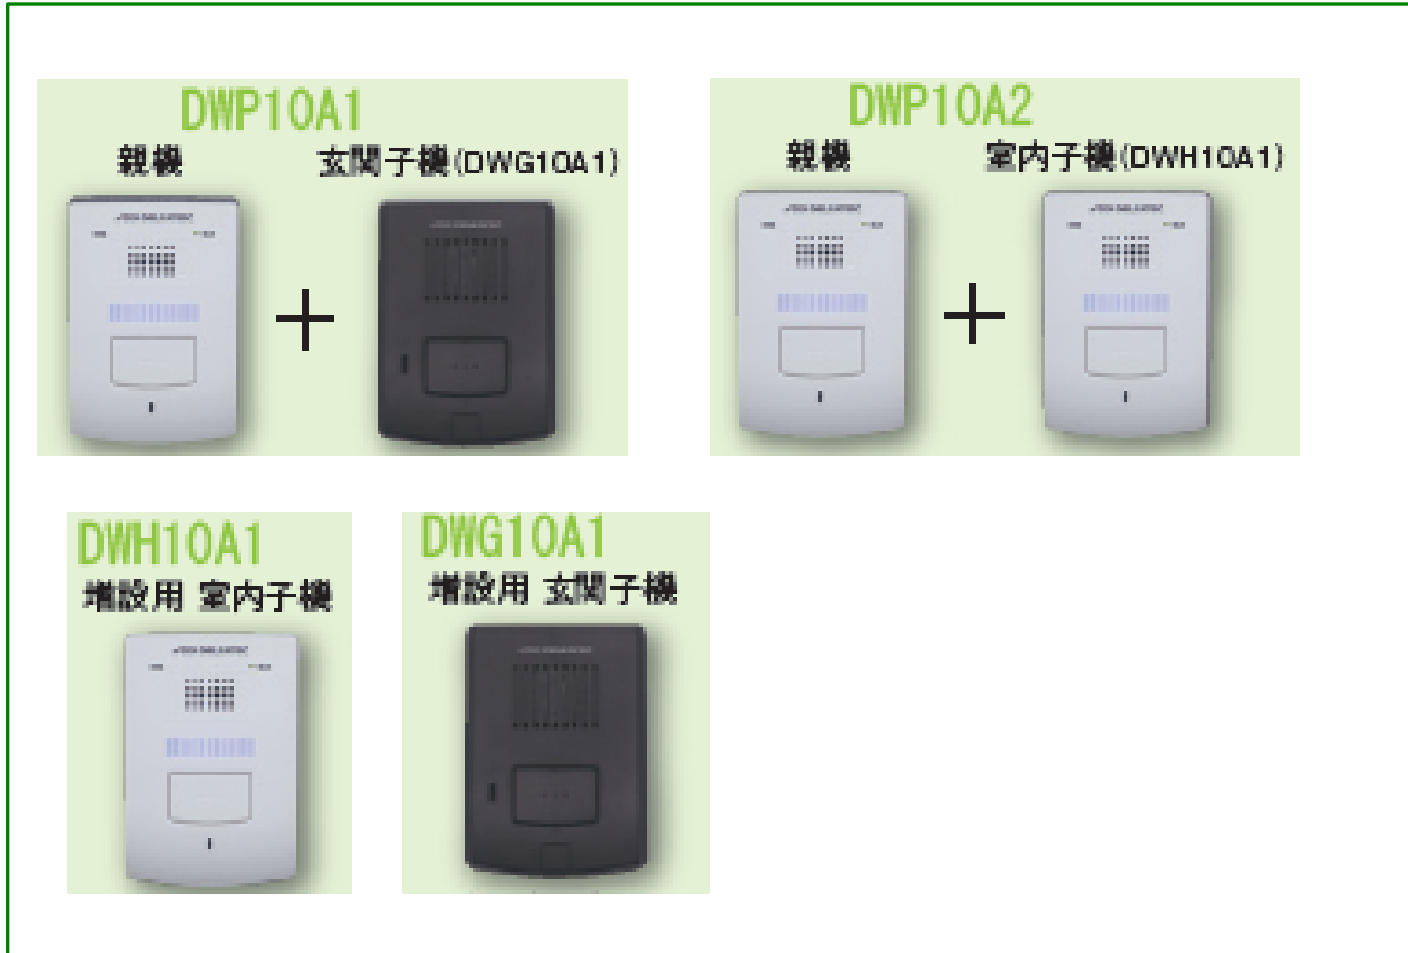 DWP10A1
親機 玄関子機(DWG10A1)
DWP10A2
親機 室内子機(DWH10A1)
DWH10A1
増設用 室内子機
DWG10A1
増設用 玄関子機